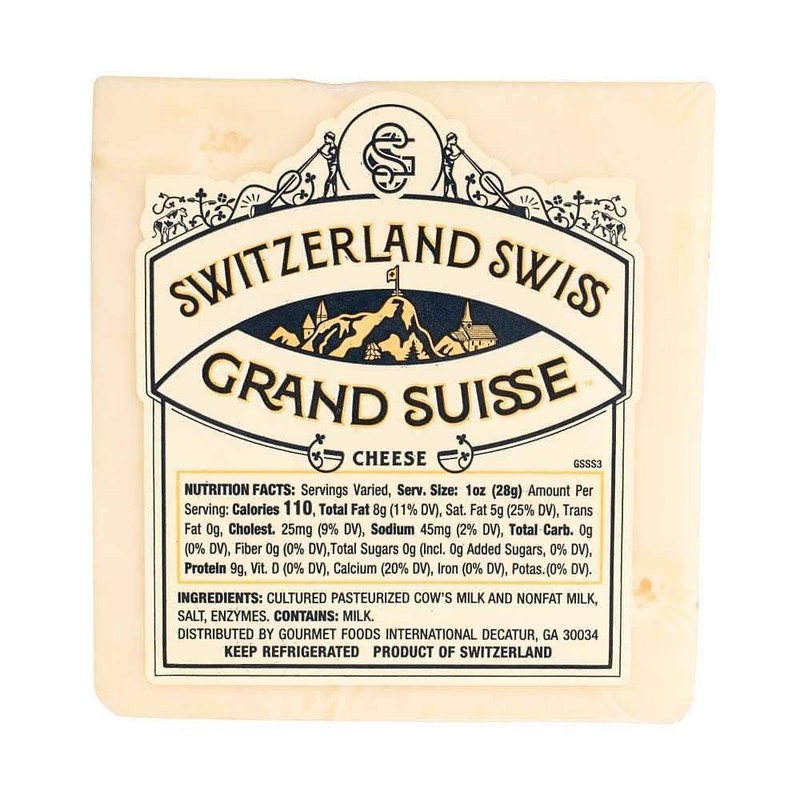 SG
SWITZERLAND SWISS
GRAND SUISSE™
CHEESE
GSSS3
NUTRITION FACTS: Servings Varied, Serv. Size: 1oz (28g) Amount Per
Serving: Calories 110, Total Fat 8g (11% DV), Sat. Fat 5g (25% DV), Trans
Fat 0g, Cholest. 25mg (9% DV), Sodium 45mg (2% DV), Total Carb. 0g
(0% DV), Fiber 0g (0% DV),Total Sugars 0g (Incl. 0g Added Sugars, 0% DV),
Protein 9g, Vit. D (0% DV), Calcium (20% DV), Iron (0% DV), Potas.(0% DV).
INGREDIENTS: CULTURED PASTEURIZED COW'S MILK AND NONFAT MILK,
SALT, ENZYMES. CONTAINS: MILK.
DISTRIBUTED BY GOURMET FOODS INTERNATIONAL DECATUR, GA 30034
KEEP REFRIGERATED PRODUCT OF SWITZERLAND